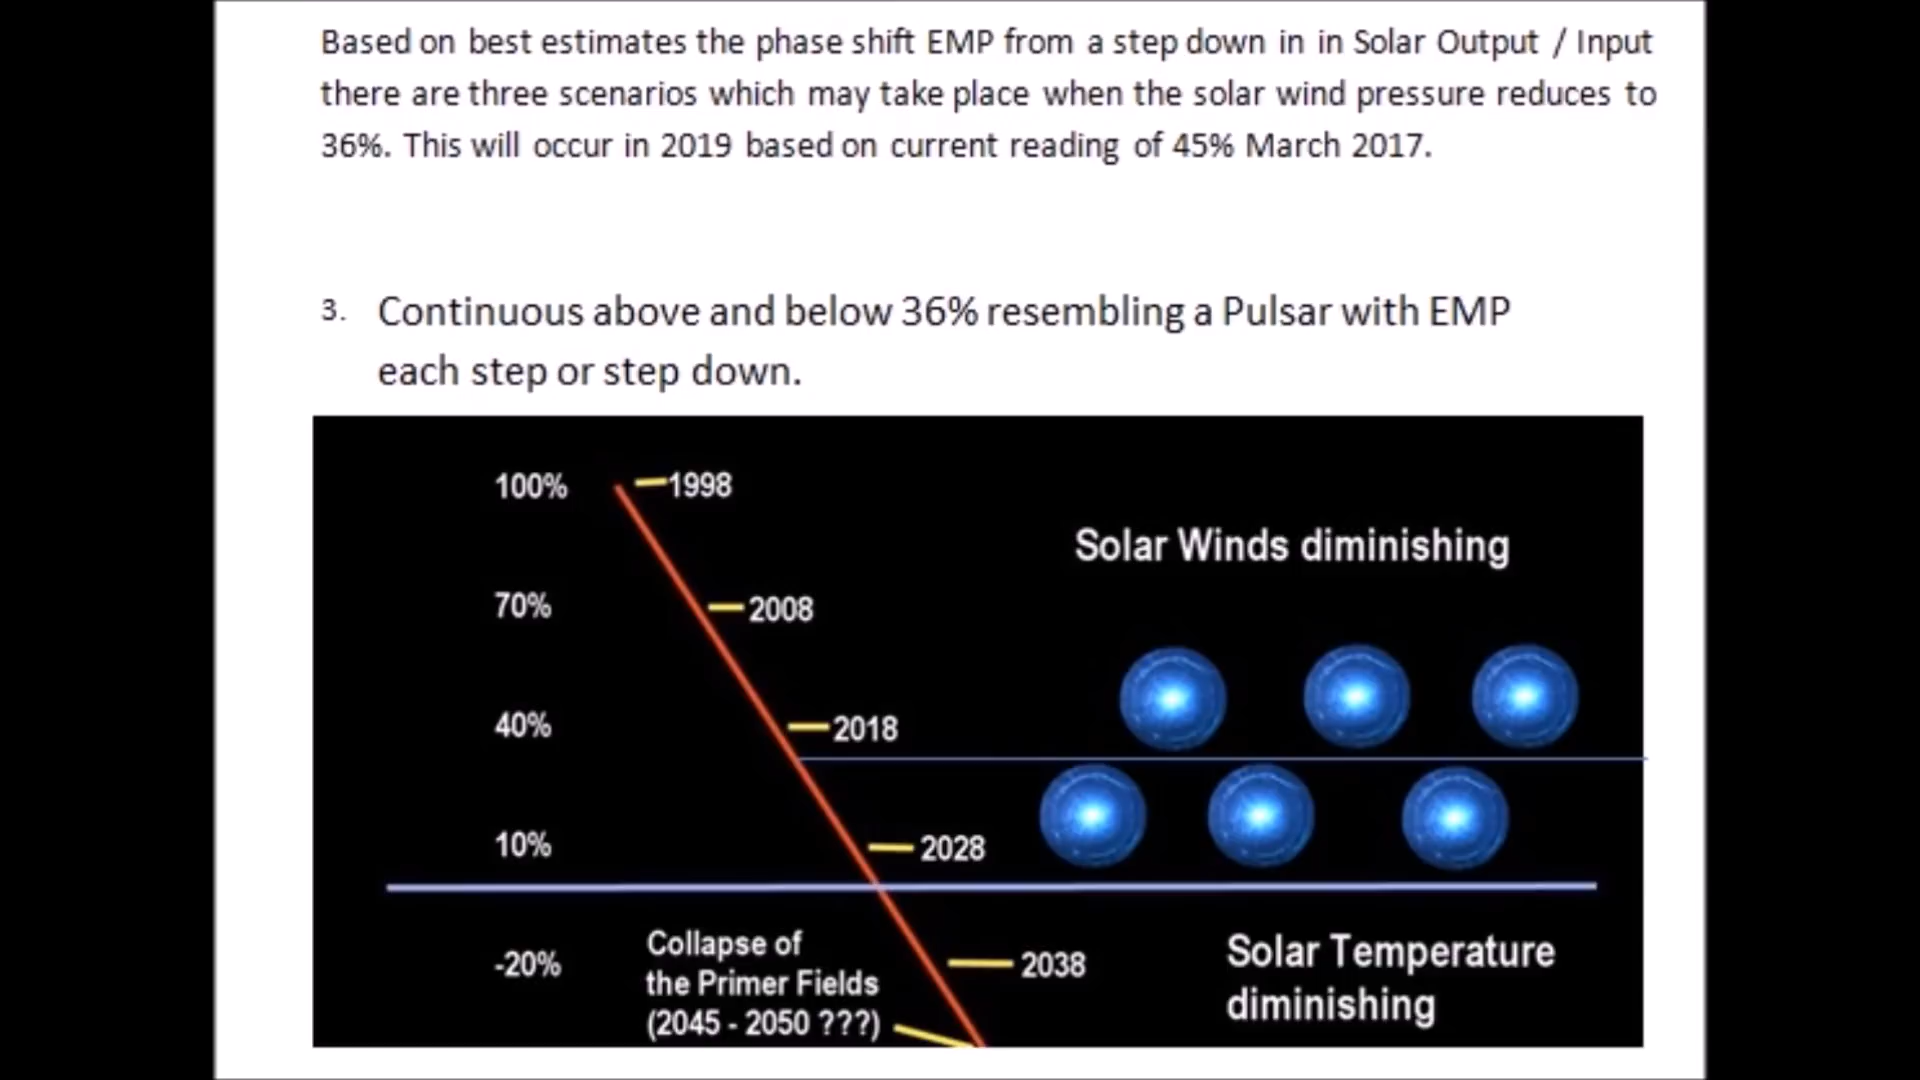 Based on best estimates the phase shift EMP from a step down in in Solar Output / Input
there are three scenarios which may take place when the solar wind pressure reduces to
36%. This will occur in 2019 based on current reading of 45% March 2017.
3. Continuous above and below 36% resembling a Pulsar with EMP
each step or step down.
100% 1998
Solar Winds diminishing
70% 2008
40% 2018
10% 2028
-20% 2038
Collapse of
the Primer Fields
(2045 - 2050 ???)
Solar Temperature
diminishing